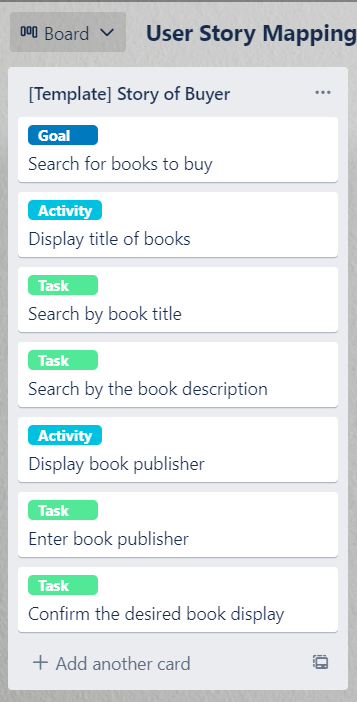 Board
User Story Mapping
[Template] Story of Buyer
Goal
Search for books to buy
Activity
Display title of books
Task
Search by book title
Task
Search by the book description
Activity
Display book publisher
Task
Enter book publisher
Task
Confirm the desired book display
+ Add another card